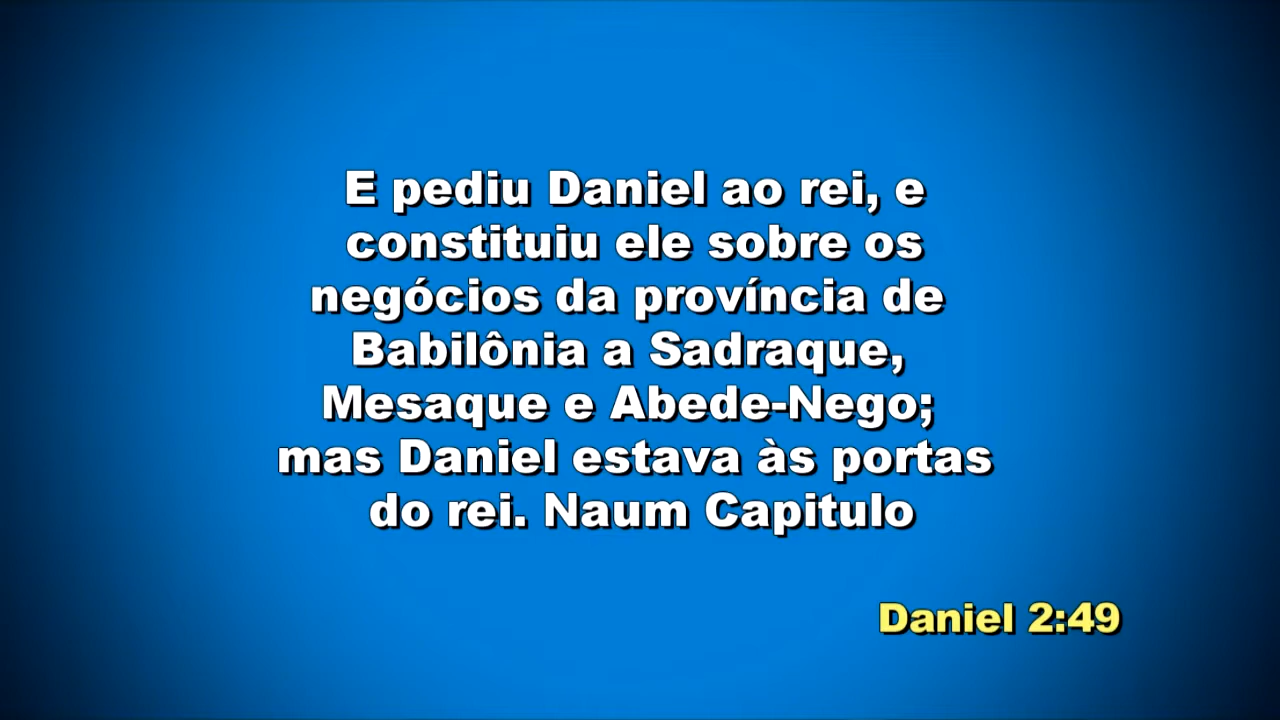 E pediu Daniel ao rei, e
constituiu ele sobre os
negócios da província de
Babilônia a Sadraque,
Mesaque e Abede-Nego;
mas Daniel estava às portas
do rei. Naum Capitulo
Daniel 2:49